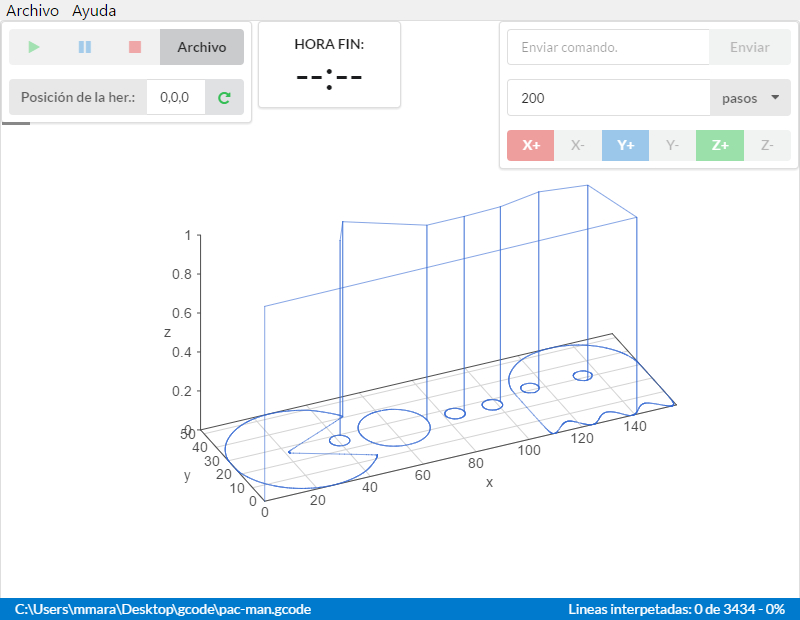 Archivo Ayuda
Archivo
Posición de la her.: 0,0,0
HORA FIN:
--:--
Enviar comando. Enviar
200 pasos
X+ X- Y+ Y- Z+ Z-
1
0.8
0.6
z
0.4
0.2
0
50
40
30
20
10
0
y
0
20
40
60
80
100
120
140
x
C:\Users\mmara\Desktop\gcode\pac-man.gcode Lineas interpetadas: 0 de 3434 - 0%